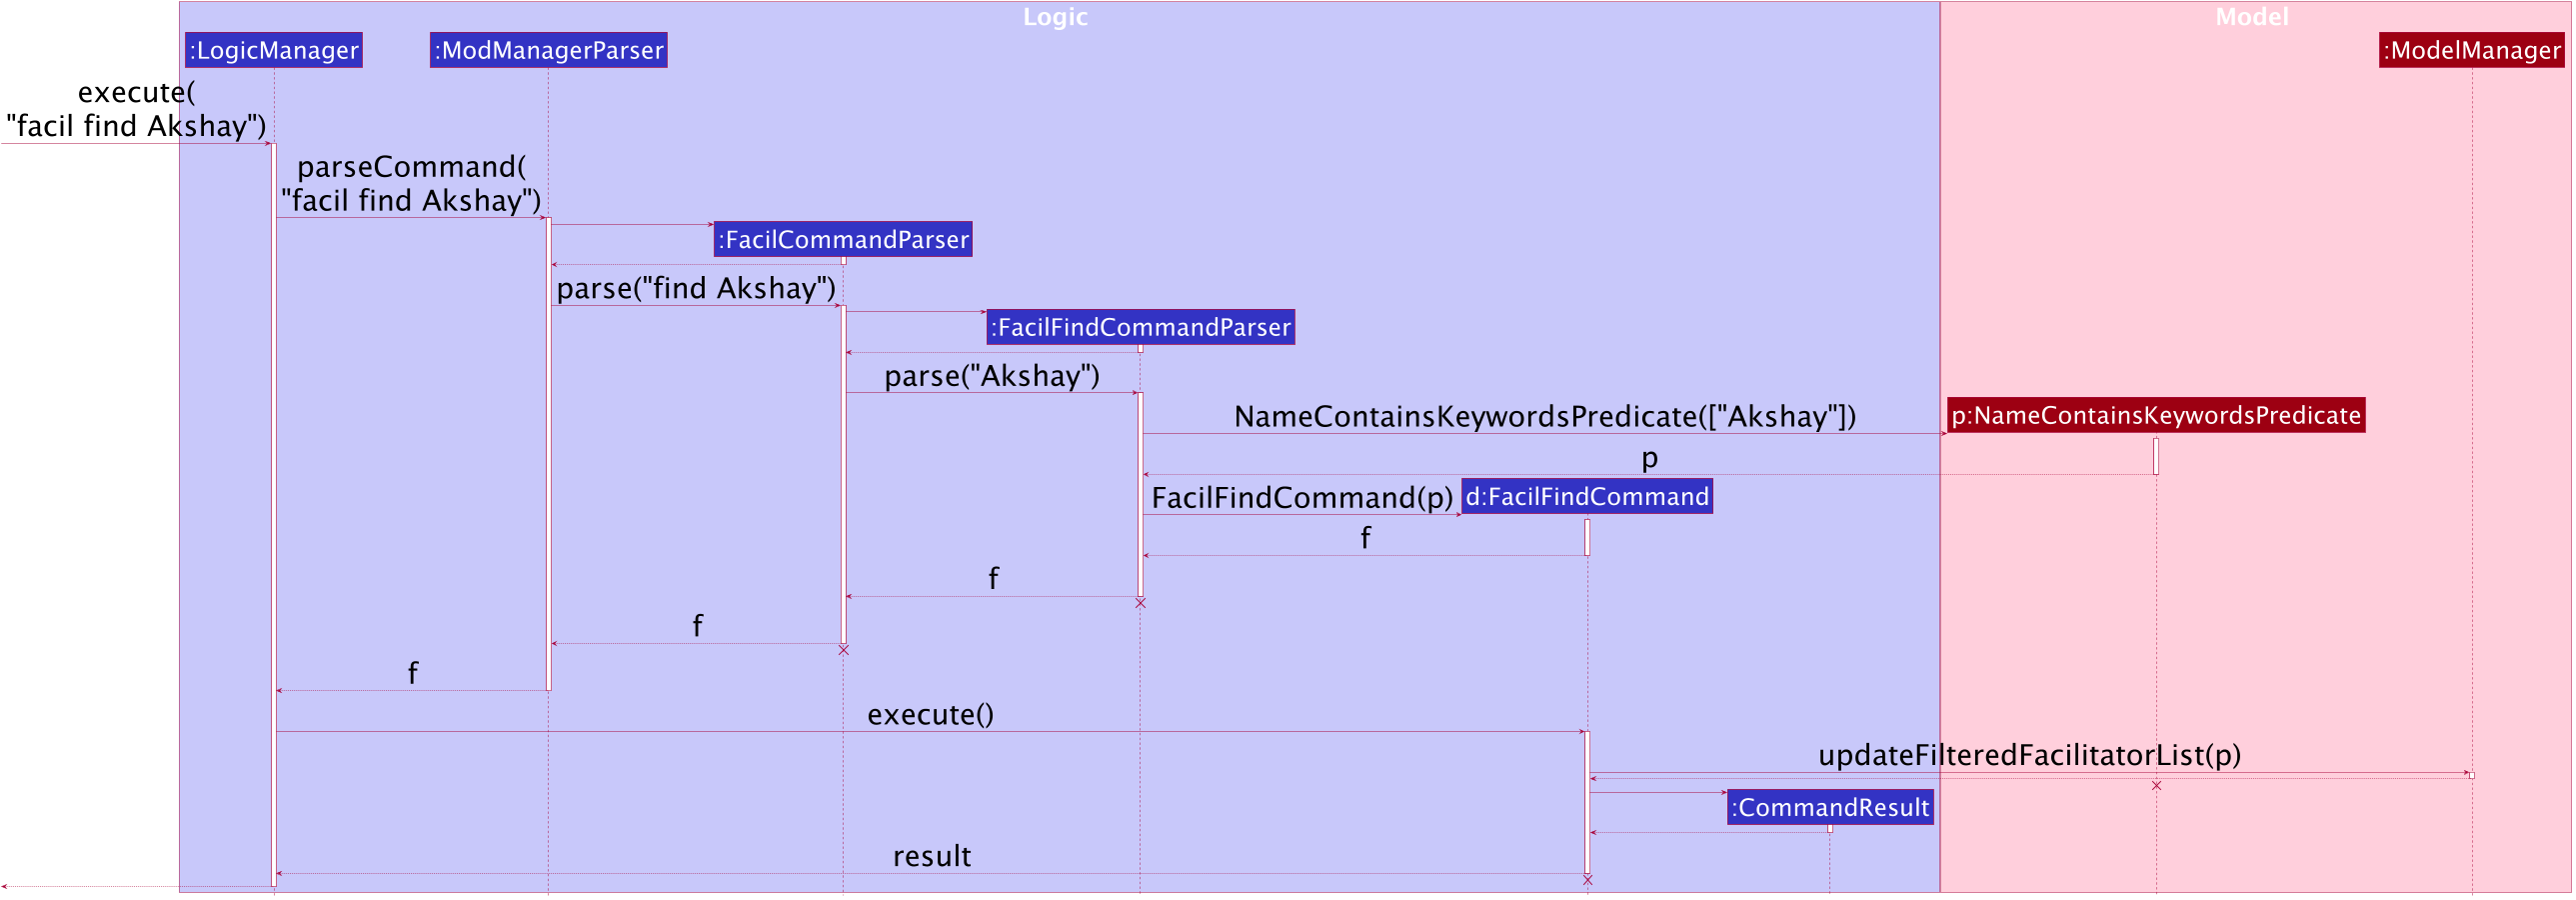 Logic
Model
:LogicManager
:ModManagerParser
:ModelManager
execute(
"facil find Akshay")
parseCommand(
"facil find Akshay")
:FacilCommandParser
parse("find Akshay")
:FacilFindCommandParser
parse("Akshay")
NameContainsKeywordsPredicate(["Akshay"])
p:NameContainsKeywordsPredicate
p
FacilFindCommand(p)
d:FacilFindCommand
f
f
f
f
execute()
updateFilteredFacilitatorList(p)
:CommandResult
result